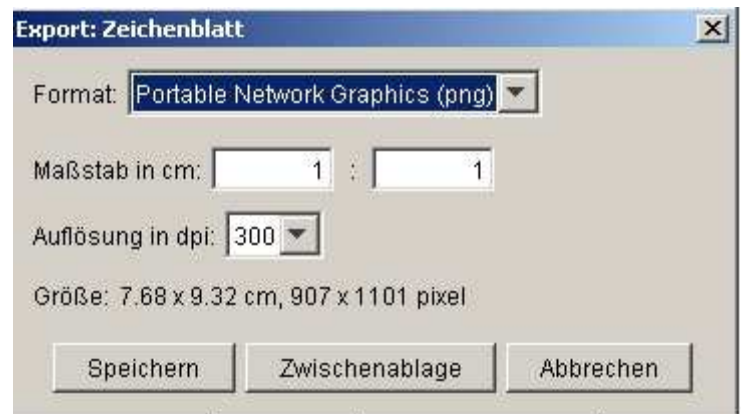 Export: Zeichenblatt
Format: Portable Network Graphics (png)
Maßstab in cm: 1 : 1
Auflösung in dpi: 300
Größe: 7.68 x 9.32 cm, 907 x 1101 pixel
Speichern Zwischenablage Abbrechen